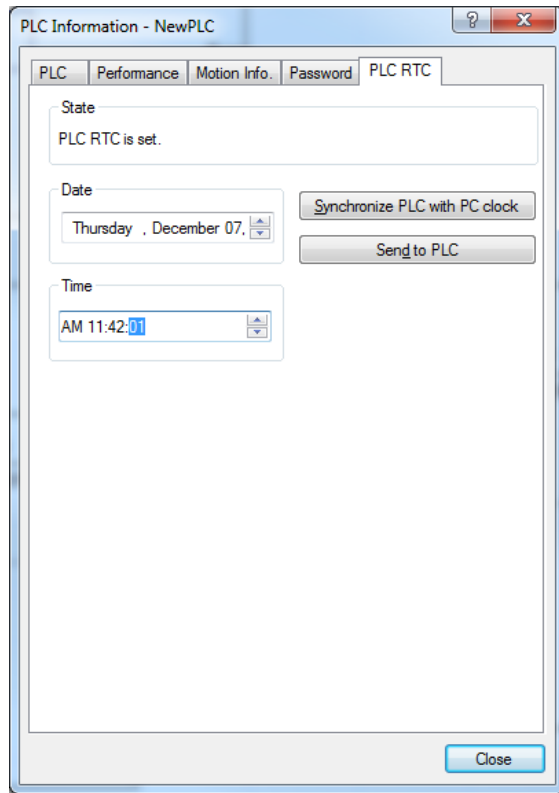 PLC Information - NewPLC
?
X
PLC Performance Motion Info. Password PLC RTC
State
PLC RTC is set.
Date
Thursday , December 07,
Synchronize PLC with PC clock
Send to PLC
Time
AM 11:42:01
Close